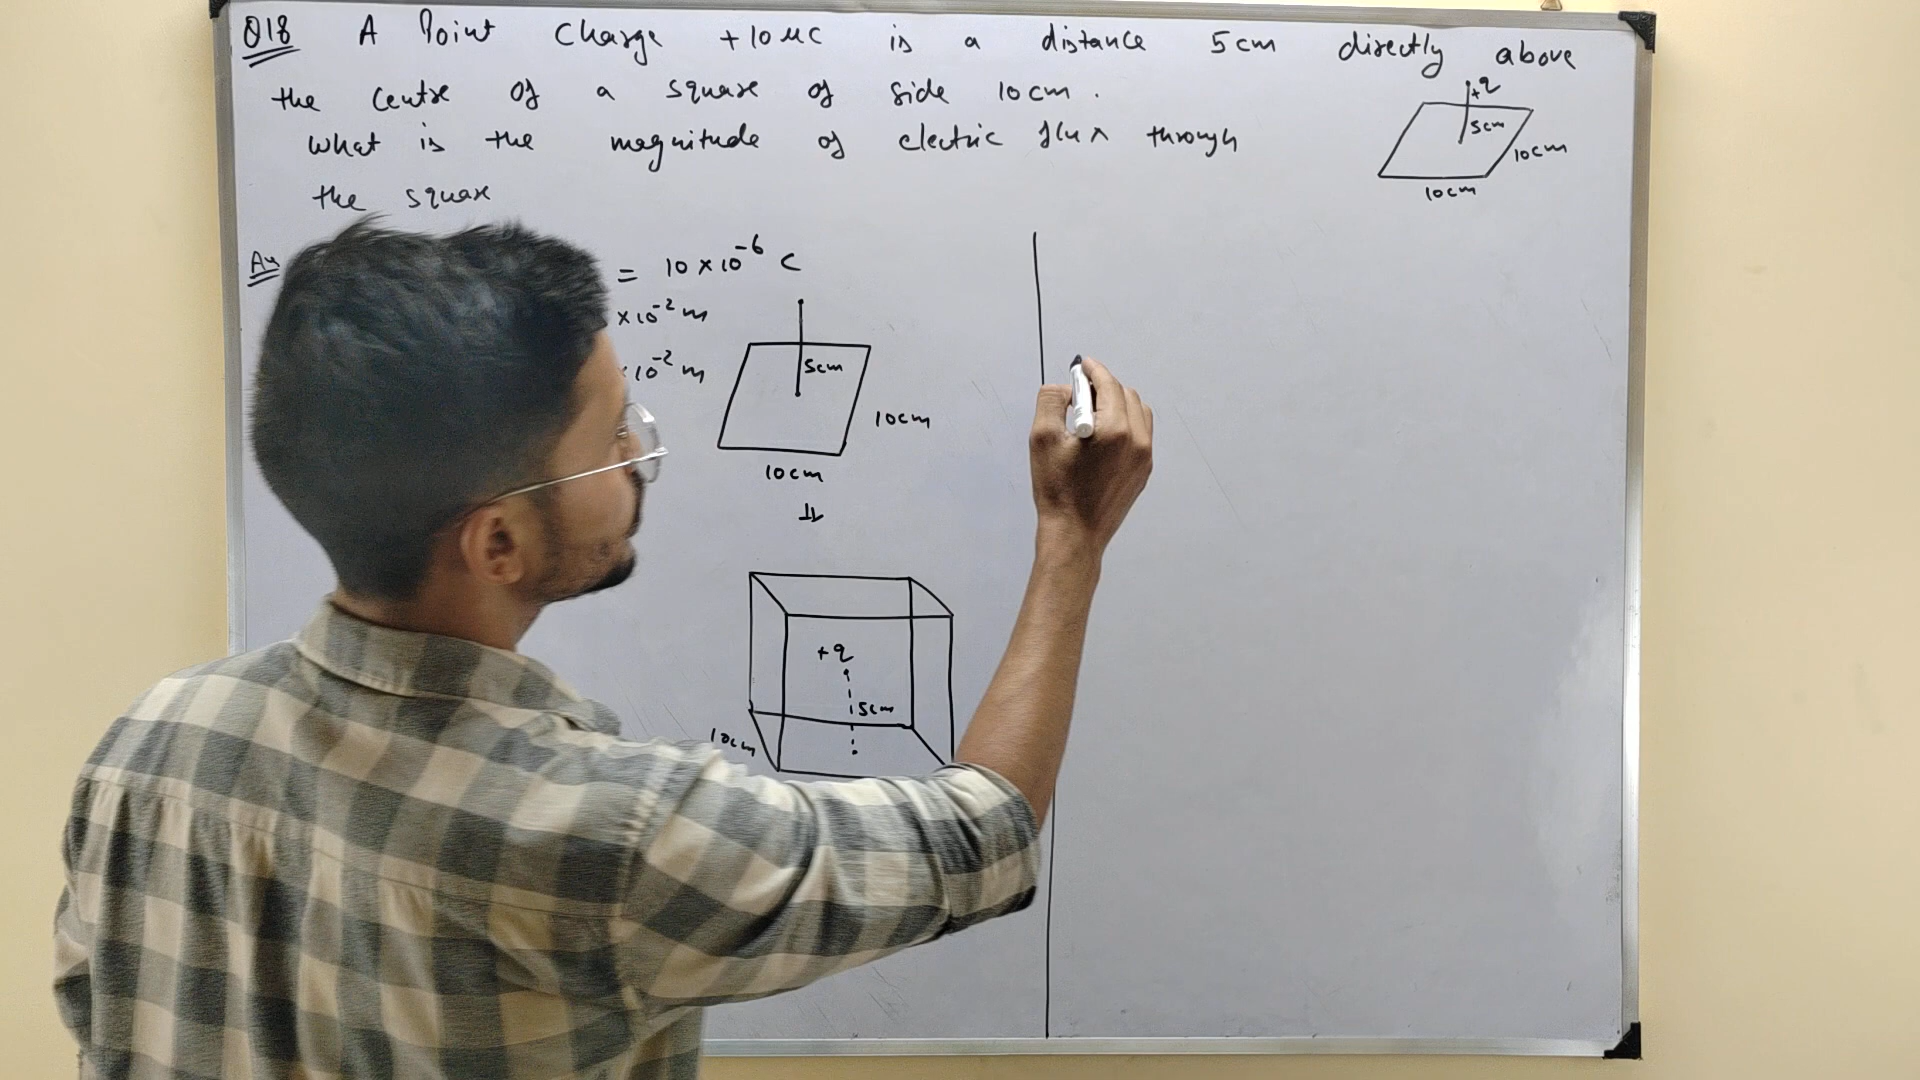 Q18 A Point charge +10 μC is a distance 5cm directly above
the centre of a square of side 10cm.
What is the magnitude of electric flux through
the square
+q
5cm
10cm
10cm
An
= 10×10⁻⁶ C
×10⁻² m
×10⁻² m
5cm
10cm
10cm
⇓
+q
5cm
10cm